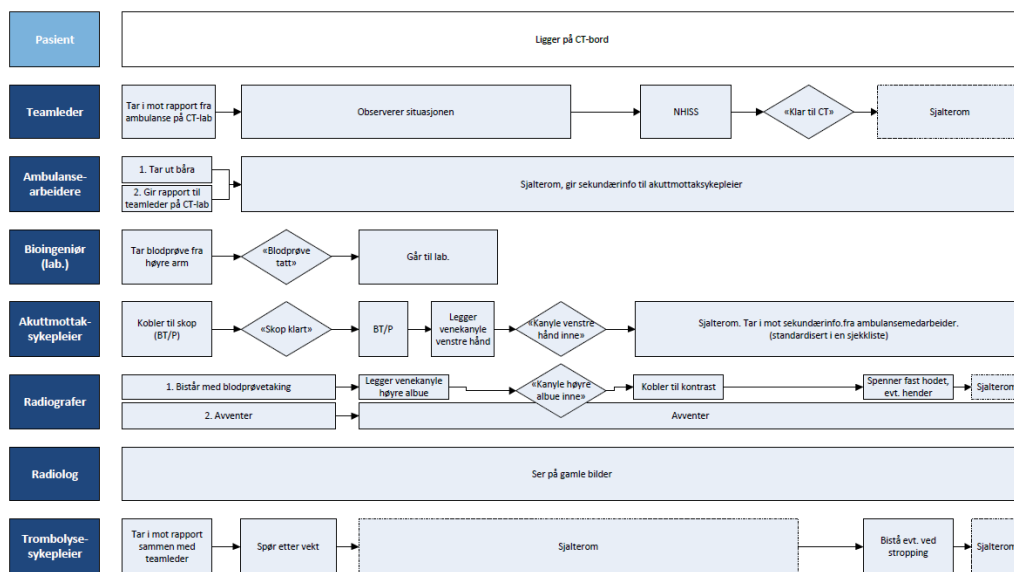 Pasient
Ligger på CT-bord
Teamleder
Tar i mot rapport fra
ambulanse på CT-lab
Observerer situasjonen
NHISS
«Klar til CT»
Sjalterom
Ambulanse-
arbeidere
1. Tar ut båra
2. Gir rapport til
teamleder på CT-lab
Sjalterom, gir sekundærinfo til akuttmottaksykepleier
Bioingeniør
(lab.)
Tar blodprøve fra
høyre arm
«Blodprøve
tatt»
Går til lab.
Akuttmottak-
sykepleier
Kobler til skop
(BT/P)
«Skop klart»
BT/P
Legger
venekanyle
venstre hånd
«Kanyle venstre
hånd inne»
Sjalterom. Tar i mot sekundærinfo.fra ambulansemedarbeider.
(standardisert i en sjekkliste)
Radiografer
1. Bistår med blodprøvetaking
Legger venekanyle
høyre albue
«Kanyle høyre
albue inne»
Kobler til kontrast
Spenner fast hodet,
evt. hender
Sjalterom
2. Avventer
Avventer
Radiolog
Ser på gamle bilder
Trombolyse-
sykepleier
Tar i mot rapport
sammen med
teamleder
Spør etter vekt
Sjalterom
Bistå evt. ved
stropping
Sjalterom